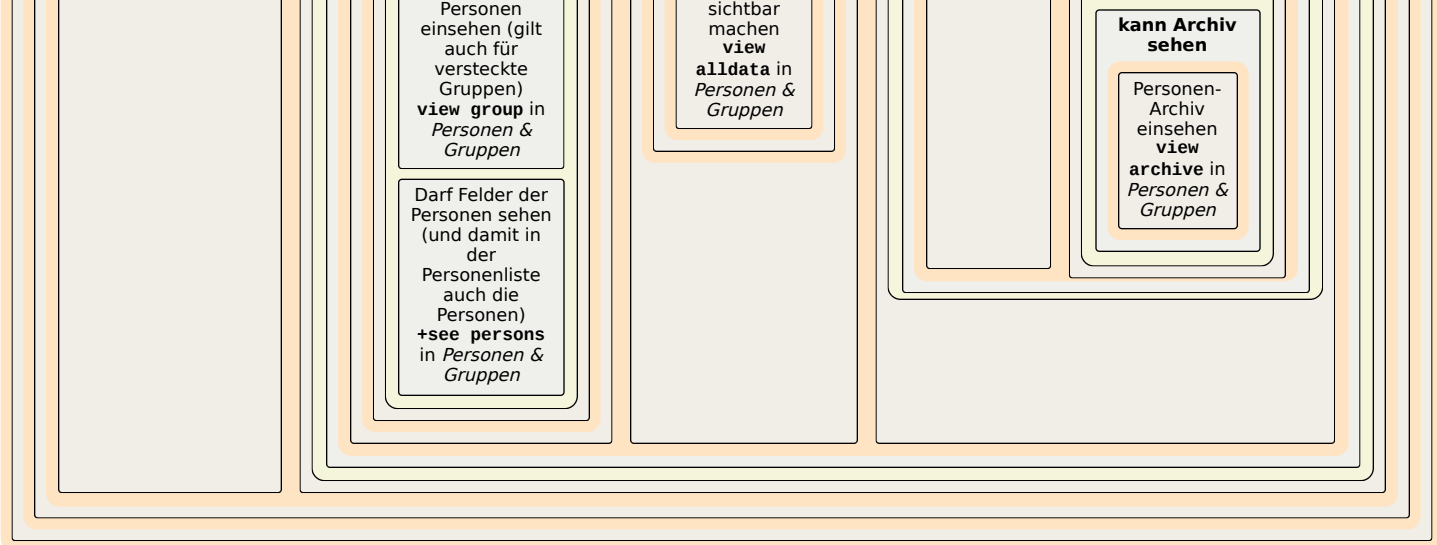 Personen
einsehen (gilt
auch für
versteckte
Gruppen)
view group in
Personen &
Gruppen
Darf Felder der
Personen sehen
(und damit in
der
Personenliste
auch die
Personen)
+see persons
in Personen &
Gruppen
sichtbar
machen
view
alldata in
Personen &
Gruppen
kann Archiv
sehen
Personen-
Archiv
einsehen
view
archive in
Personen &
Gruppen